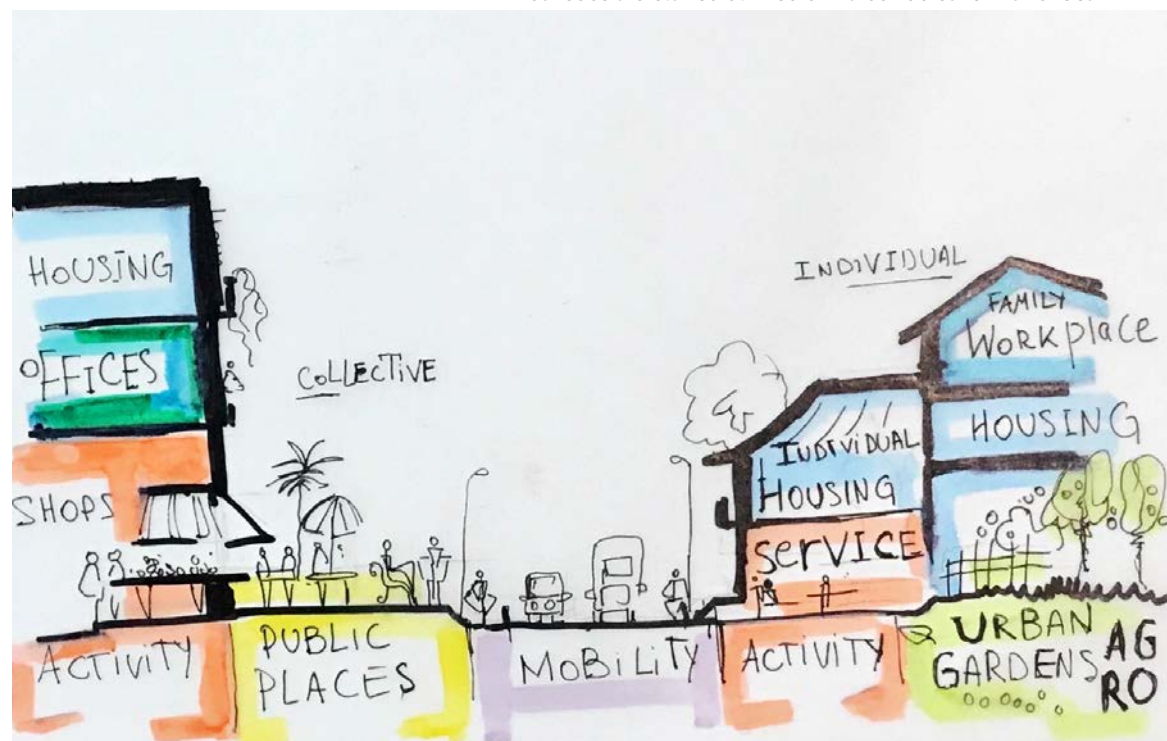 HOUSING
OFFICES
SHOPS
COLLECTIVE
INDIVIDUAL
FAMILY
Workplace
HOUSING
INDIVIDUAL
HOUSING
SERVICE
ACTIVITY
PUBLIC
PLACES
MOBILITY
ACTIVITY
URBAN
GARDENS
AG
RO